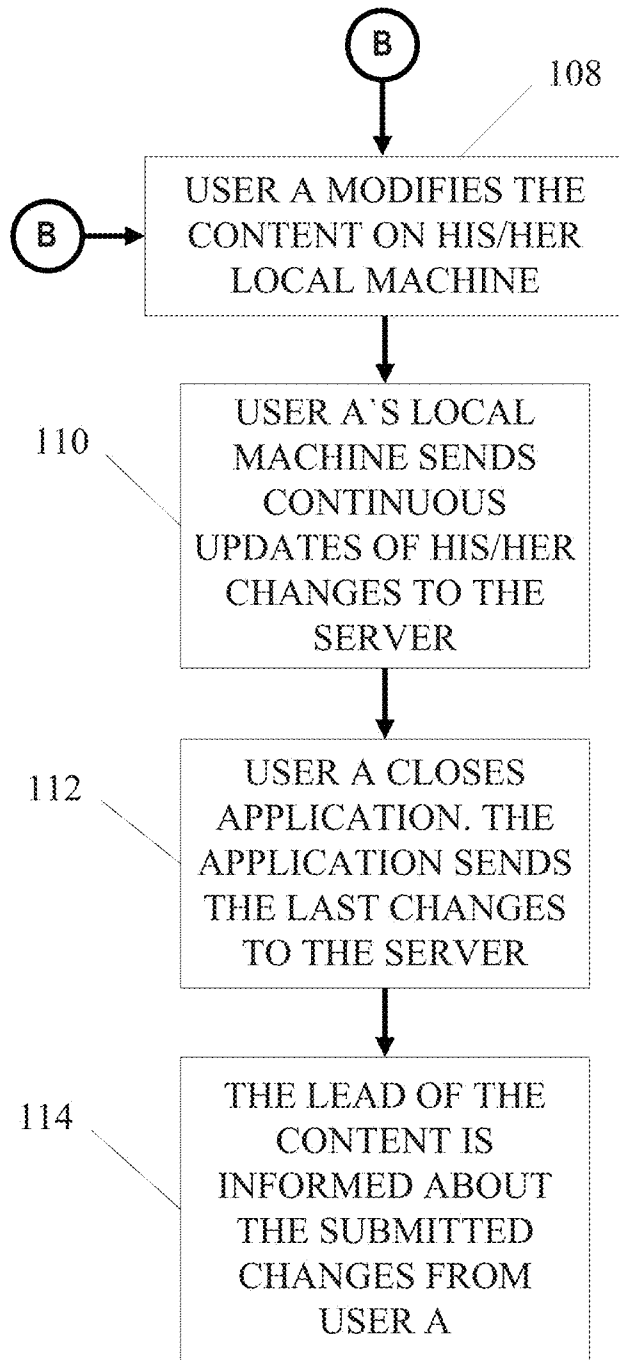 B
108
B
USER A MODIFIES THE
CONTENT ON HIS/HER
LOCAL MACHINE
110
USER A`S LOCAL
MACHINE SENDS
CONTINUOUS
UPDATES OF HIS/HER
CHANGES TO THE
SERVER
112
USER A CLOSES
APPLICATION. THE
APPLICATION SENDS
THE LAST CHANGES
TO THE SERVER
114
THE LEAD OF THE
CONTENT IS
INFORMED ABOUT
THE SUBMITTED
CHANGES FROM
USER A